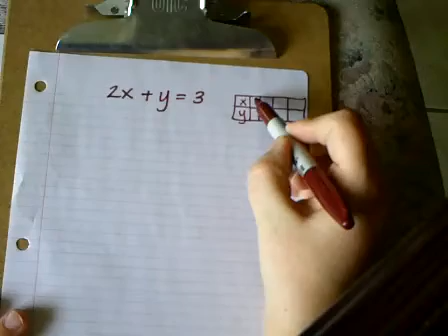 2x + y = 3
x
y